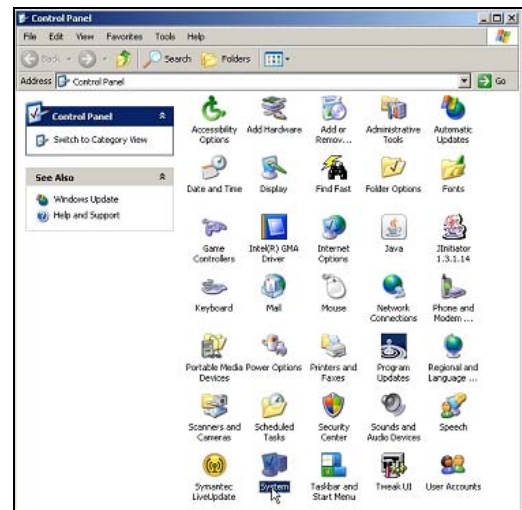 Control Panel
File Edit View Favorites Tools Help
Back Search Folders
Address Control Panel Go
Control Panel
Switch to Category View
See Also
Windows Update
Help and Support
Accessibility Options
Add Hardware
Add or Remov...
Administrative Tools
Automatic Updates
Date and Time
Display
Find Fast
Folder Options
Fonts
Game Controllers
Intel(R) GMA Driver
Internet Options
Java
JInitiator 1.3.1.14
Keyboard
Mail
Mouse
Network Connections
Phone and Modem ...
Portable Media Devices
Power Options
Printers and Faxes
Program Updates
Regional and Language ...
Scanners and Cameras
Scheduled Tasks
Security Center
Sounds and Audio Devices
Speech
Symantec LiveUpdate
System
Taskbar and Start Menu
Tweak UI
User Accounts